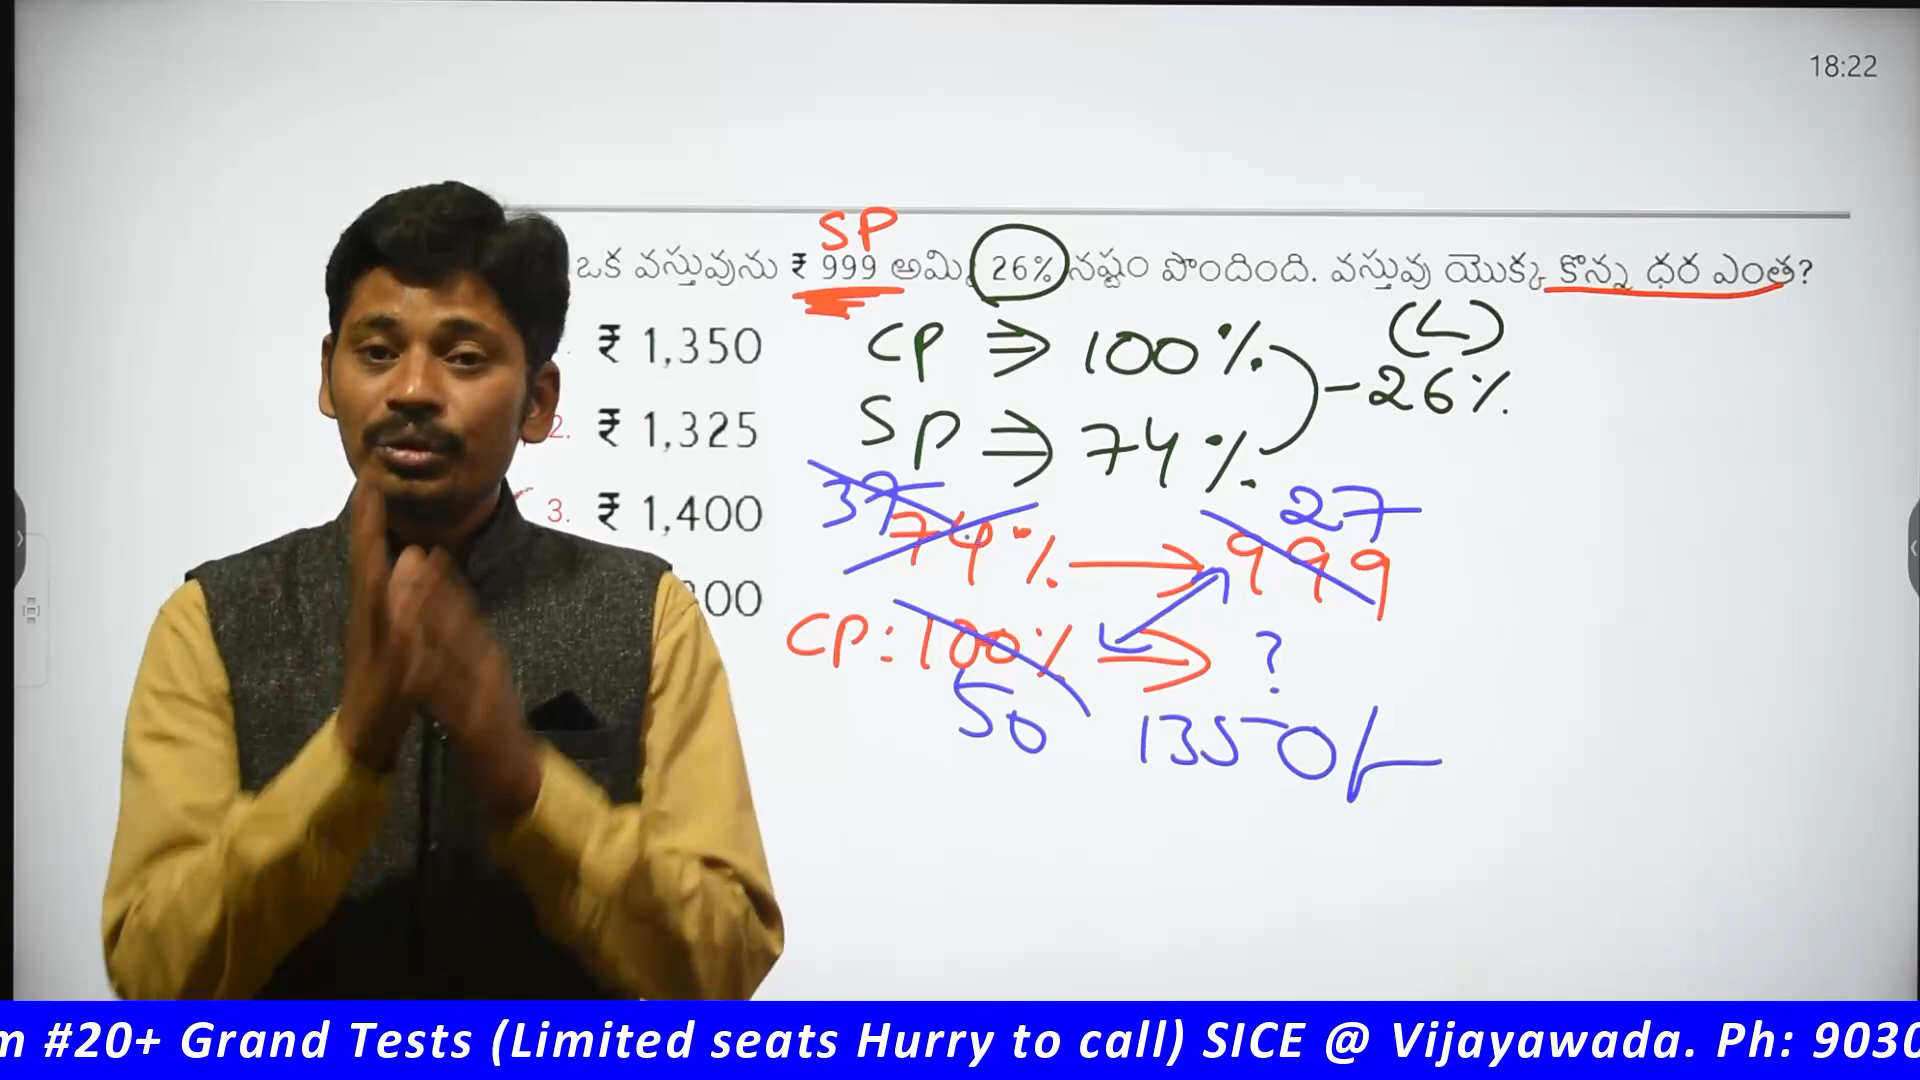 18:22
SP
ఒక వస్తువును ₹ 999 అమ్మి 26% నష్టం పొందింది. వస్తువు యొక్క కొన్న ధర ఎంత?
₹ 1,350
2. ₹ 1,325
3. ₹ 1,400
00
CP ⇒ 100%
SP ⇒ 74%
(L)
-26%
37
27
74% → 999
CP: 100% → ?
50
1350/-
m #20+ Grand Tests (Limited seats Hurry to call) SICE @ Vijayawada. Ph: 9030